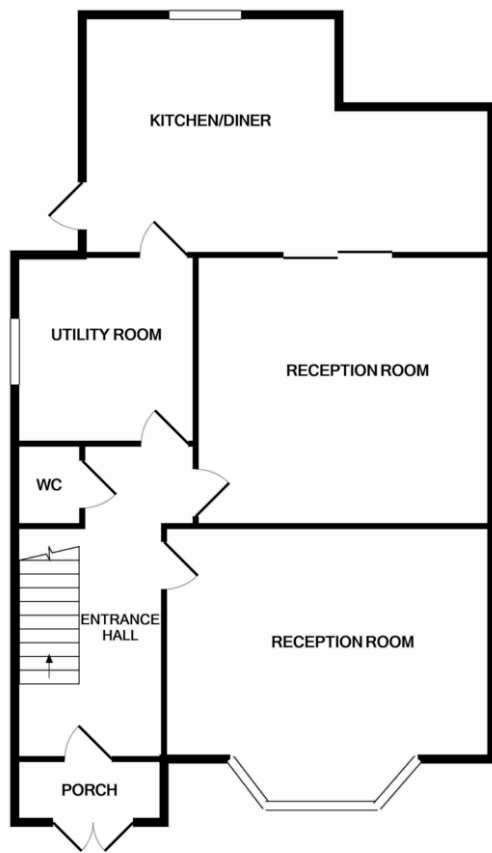 KITCHEN/DINER
UTILITY ROOM
RECEPTION ROOM
WC
ENTRANCE
HALL
RECEPTION ROOM
PORCH